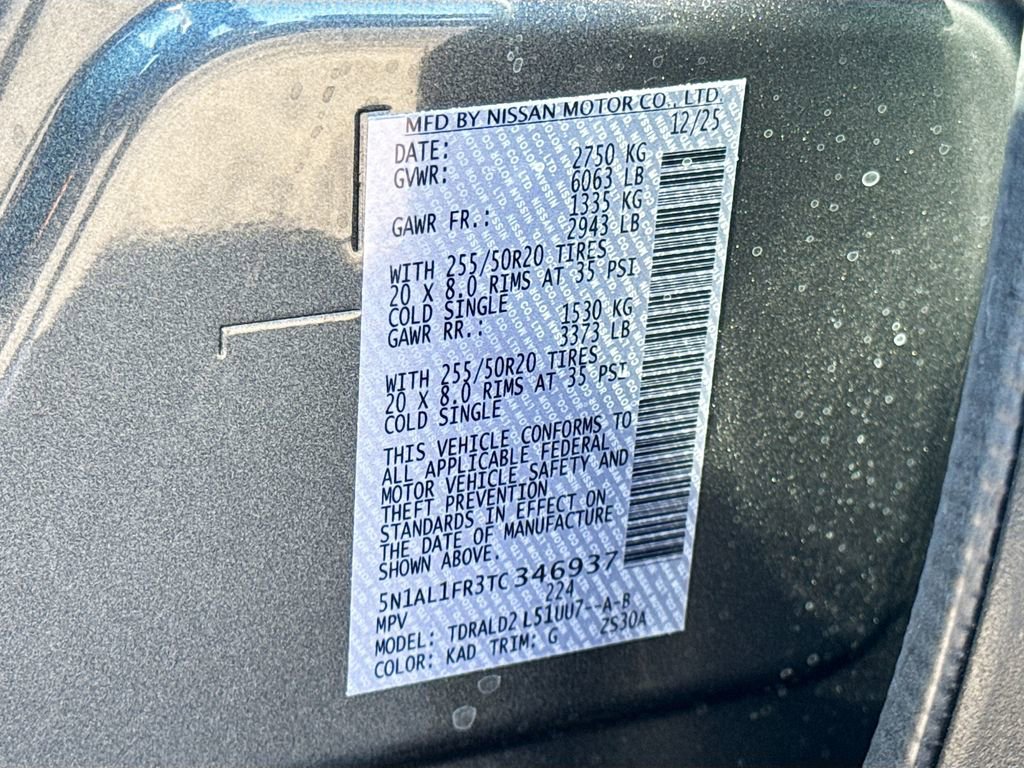 MFD BY NISSAN MOTOR CO., LTD.
DATE: 12/25
GVWR: 2750 KG
6063 LB
GAWR FR.: 1335 KG
2943 LB
WITH 255/50R20 TIRES
20 X 8.0 RIMS AT 35 PSI
COLD SINGLE
GAWR RR.: 1530 KG
3373 LB
WITH 255/50R20 TIRES
20 X 8.0 RIMS AT 35 PSI
COLD SINGLE
THIS VEHICLE CONFORMS TO
ALL APPLICABLE FEDERAL
MOTOR VEHICLE SAFETY AND
THEFT PREVENTION
STANDARDS IN EFFECT ON
THE DATE OF MANUFACTURE
SHOWN ABOVE.
5N1AL1FR3TC346937
MPV 224
MODEL: TDRALD2 L51UU7--A-B
COLOR: KAD TRIM: G ZS30A